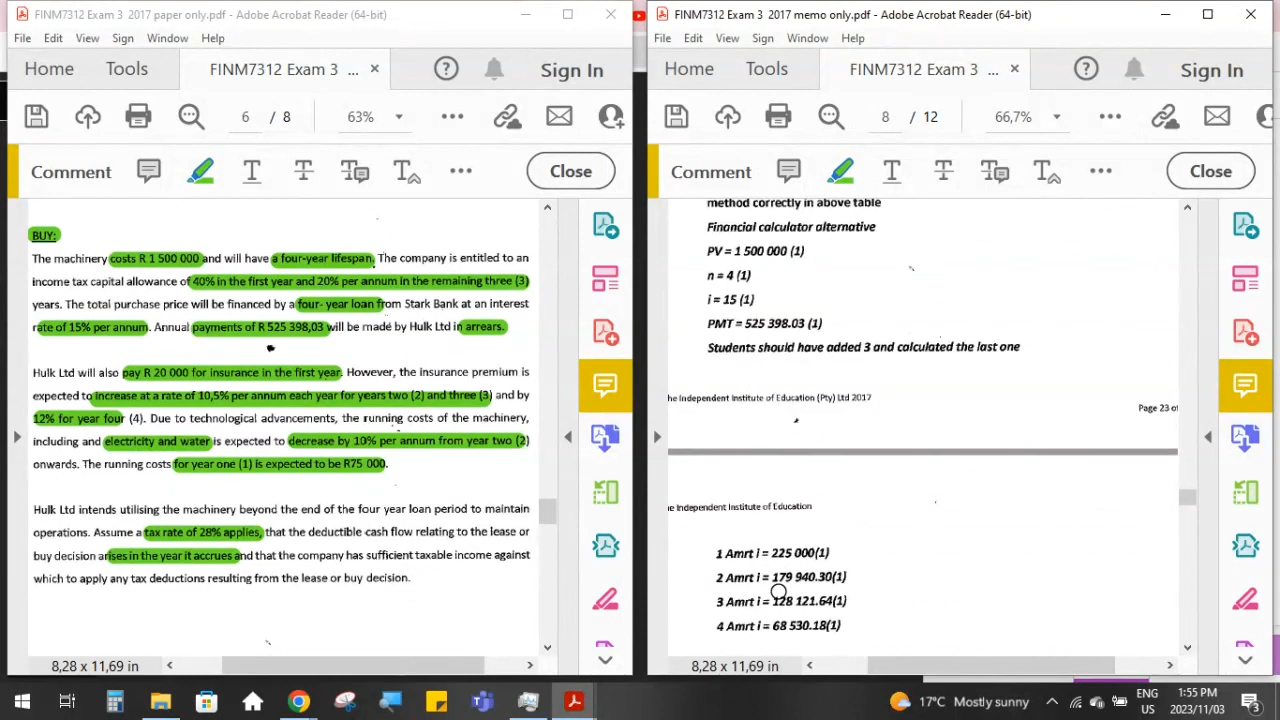 FINM7312 Exam 3  2017 paper only.pdf - Adobe Acrobat Reader (64-bit)
File Edit View Sign Window Help
Home Tools FINM7312 Exam 3 ... Sign In
6 / 8 63%
Comment Close
BUY:
The machinery costs R 1 500 000 and will have a four-year lifespan. The company is entitled to an
income tax capital allowance of 40% in the first year and 20% per annum in the remaining three (3)
years. The total purchase price will be financed by a four- year loan from Stark Bank at an interest
rate of 15% per annum. Annual payments of R 525 398,03 will be made by Hulk Ltd in arrears.
Hulk Ltd will also pay R 20 000 for insurance in the first year. However, the insurance premium is
expected to increase at a rate of 10,5% per annum each year for years two (2) and three (3) and by
12% for year four (4). Due to technological advancements, the running costs of the machinery,
including and electricity and water is expected to decrease by 10% per annum from year two (2)
onwards. The running costs for year one (1) is expected to be R75 000.
Hulk Ltd intends utilising the machinery beyond the end of the four year loan period to maintain
operations. Assume a tax rate of 28% applies, that the deductible cash flow relating to the lease or
buy decision arises in the year it accrues and that the company has sufficient taxable income against
which to apply any tax deductions resulting from the lease or buy decision.
8,28 x 11,69 in
FINM7312 Exam 3  2017 memo only.pdf - Adobe Acrobat Reader (64-bit)
File Edit View Sign Window Help
Home Tools FINM7312 Exam 3 ... Sign In
8 / 12 66,7%
Comment Close
method correctly in above table
Financial calculator alternative
PV = 1 500 000 (1)
n = 4 (1)
i = 15 (1)
PMT = 525 398.03 (1)
Students should have added 3 and calculated the last one
he Independent Institute of Education (Pty) Ltd 2017
Page 23 of
he Independent Institute of Education
1 Amrt i = 225 000(1)
2 Amrt i = 179 940.30(1)
3 Amrt i = 128 121.64(1)
4 Amrt i = 68 530.18(1)
8,28 x 11,69 in
17°C Mostly sunny
ENG
US
1:55 PM
2023/11/03
3